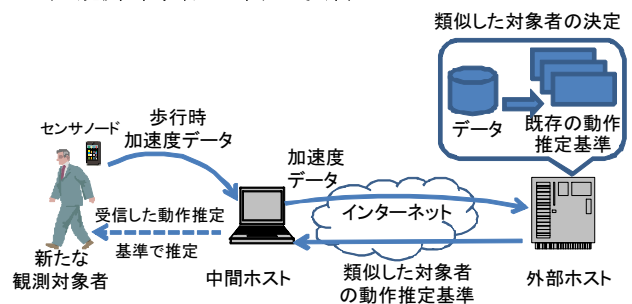 類似した対象者の決定
データ
既存の動作
推定基準
センサノード
歩行時
加速度データ
加速度
データ
インターネット
受信した動作推定
基準で推定
新たな
観測対象者
中間ホスト
類似した対象者
の動作推定基準
外部ホスト